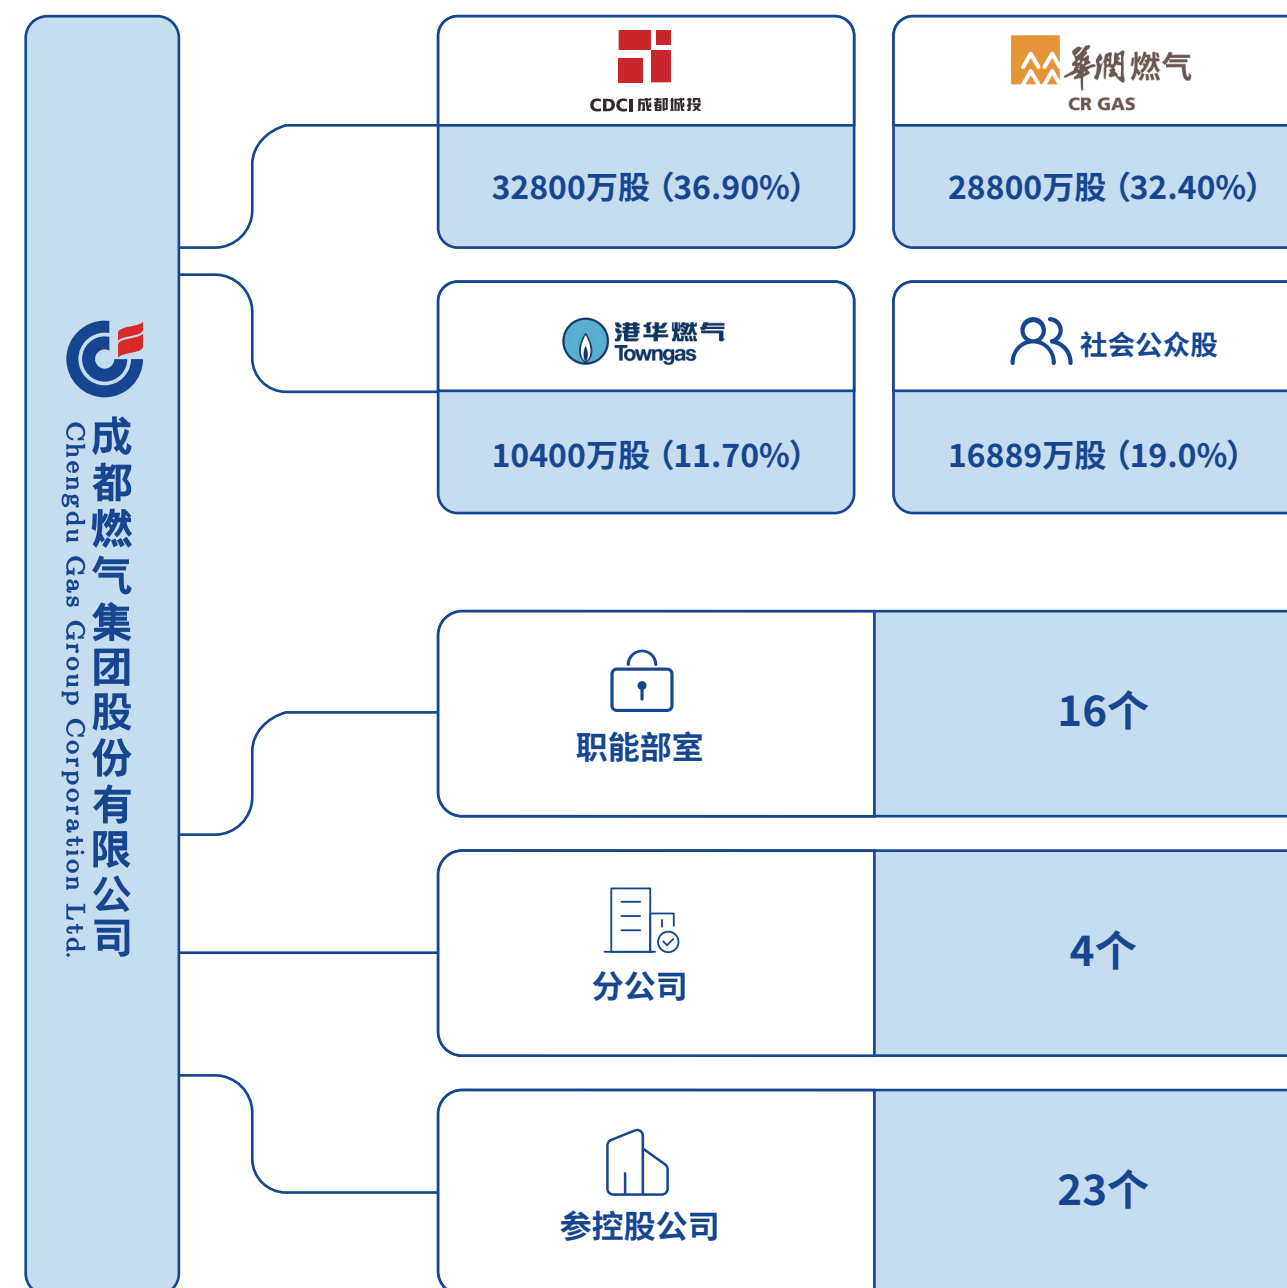 成都燃气集团股份有限公司
Chengdu Gas Group Corporation Ltd.
CDCI 成都城投
32800万股（36.90%）
華潤燃气
CR GAS
28800万股（32.40%）
港华燃气
Towngas
10400万股（11.70%）
社会公众股
16889万股（19.0%）
职能部室
16个
分公司
4个
参控股公司
23个